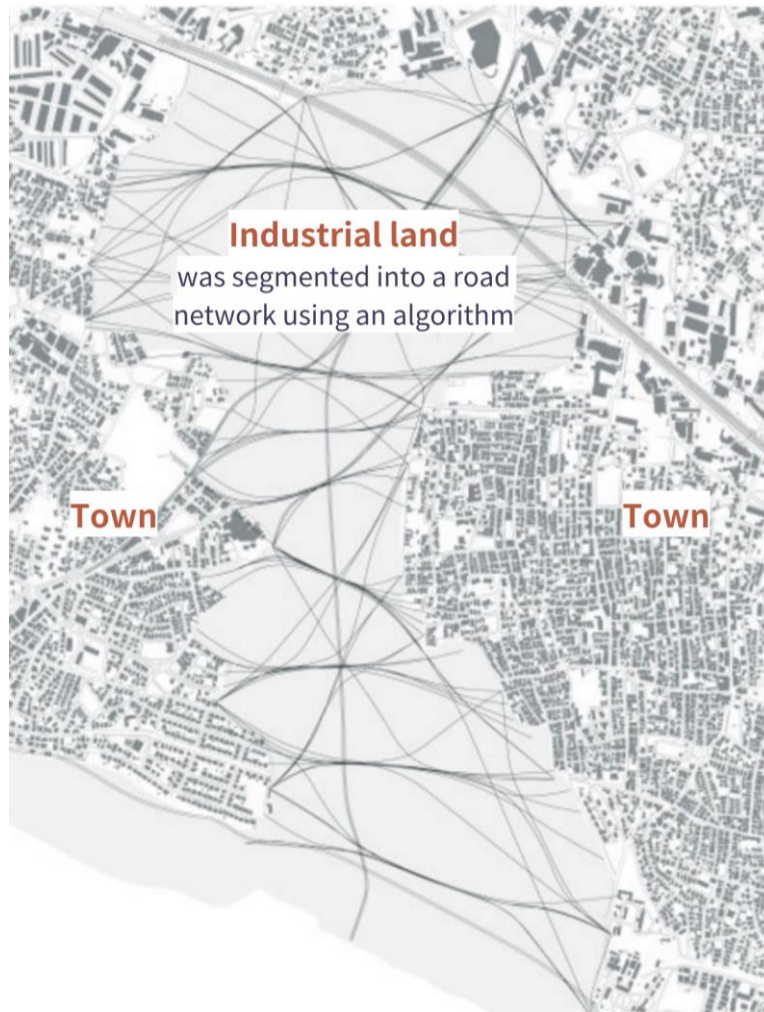 Industrial land
was segmented into a road
network using an algorithm
Town
Town